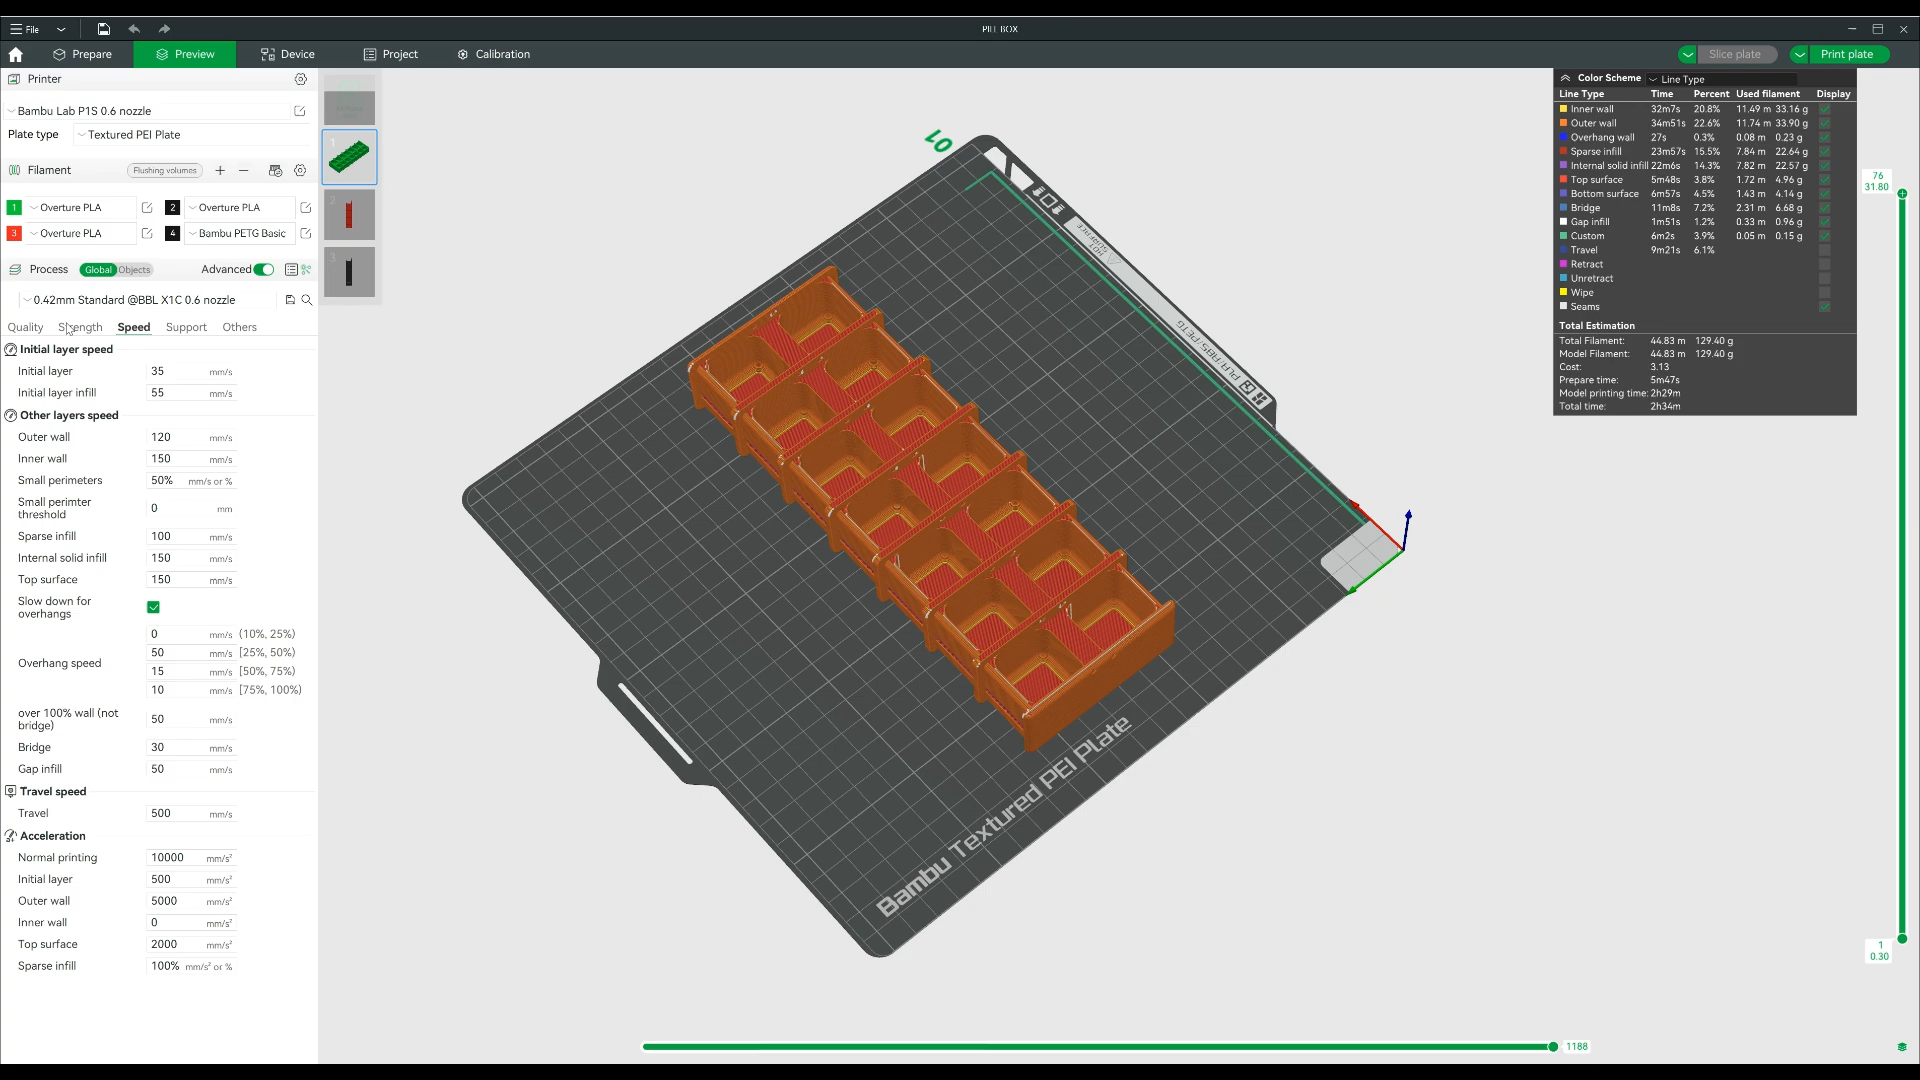 File
PILL BOX
Prepare
Preview
Device
Project
Calibration
Slice plate
Print plate
Printer
Bambu Lab P1S 0.6 nozzle
Plate type
Textured PEI Plate
Filament
Flushing volumes
1 Overture PLA
2 Overture PLA
3 Overture PLA
4 Bambu PETG Basic
Process Global Objects Advanced
0.42mm Standard @BBL X1C 0.6 nozzle
Quality Strength Speed Support Others
Initial layer speed
Initial layer 35 mm/s
Initial layer infill 55 mm/s
Other layers speed
Outer wall 120 mm/s
Inner wall 150 mm/s
Small perimeters 50% mm/s or %
Small perimter
threshold 0 mm
Sparse infill 100 mm/s
Internal solid infill 150 mm/s
Top surface 150 mm/s
Slow down for
overhangs
0 mm/s (10%, 25%)
50 mm/s [25%, 50%)
Overhang speed
15 mm/s [50%, 75%)
10 mm/s [75%, 100%)
over 100% wall (not
bridge) 50 mm/s
Bridge 30 mm/s
Gap infill 50 mm/s
Travel speed
Travel 500 mm/s
Acceleration
Normal printing 10000 mm/s²
Initial layer 500 mm/s²
Outer wall 5000 mm/s²
Inner wall 0 mm/s²
Top surface 2000 mm/s²
Sparse infill 100% mm/s² or %
1
2
3
01
HOT
SURFACE
PLA/ABS/PETG
Bambu Textured PEI Plate
Color Scheme Line Type
Line Type Time Percent Used filament Display
Inner wall 32m7s 20.8% 11.49 m 33.16 g
Outer wall 34m51s 22.6% 11.74 m 33.90 g
Overhang wall 27s 0.3% 0.08 m 0.23 g
Sparse infill 23m57s 15.5% 7.84 m 22.64 g
Internal solid infill 22m6s 14.3% 7.82 m 22.57 g
Top surface 5m48s 3.8% 1.72 m 4.96 g
Bottom surface 6m57s 4.5% 1.43 m 4.14 g
Bridge 11m8s 7.2% 2.31 m 6.68 g
Gap infill 1m51s 1.2% 0.33 m 0.96 g
Custom 6m2s 3.9% 0.05 m 0.15 g
Travel 9m21s 6.1%
Retract
Unretract
Wipe
Seams
Total Estimation
Total Filament: 44.83 m 129.40 g
Model Filament: 44.83 m 129.40 g
Cost: 3.13
Prepare time: 5m47s
Model printing time: 2h29m
Total time: 2h34m
76
31.80
1
0.30
1188